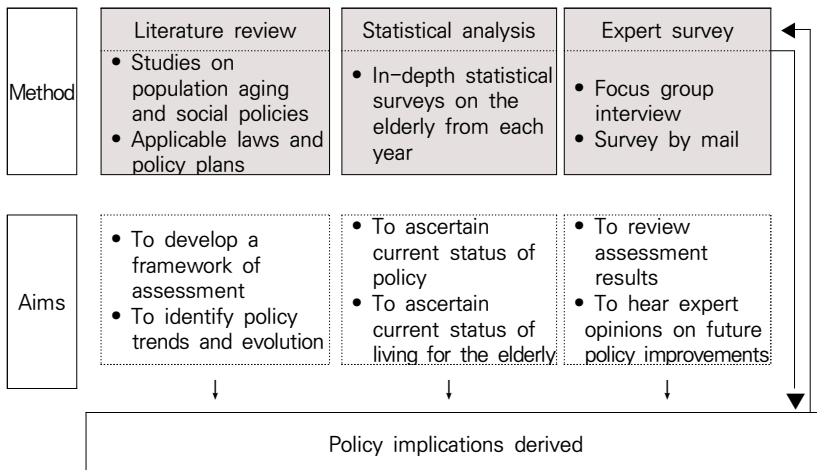 Method
Literature review
• Studies on
population aging
and social policies
• Applicable laws and
policy plans
Statistical analysis
• In-depth statistical
surveys on the
elderly from each
year
Expert survey
• Focus group
interview
• Survey by mail
Aims
• To develop a
framework of
assessment
• To identify policy
trends and evolution
• To ascertain
current status of
policy
• To ascertain
current status of
living for the elderly
• To review
assessment
results
• To hear expert
opinions on future
policy improvements
Policy implications derived